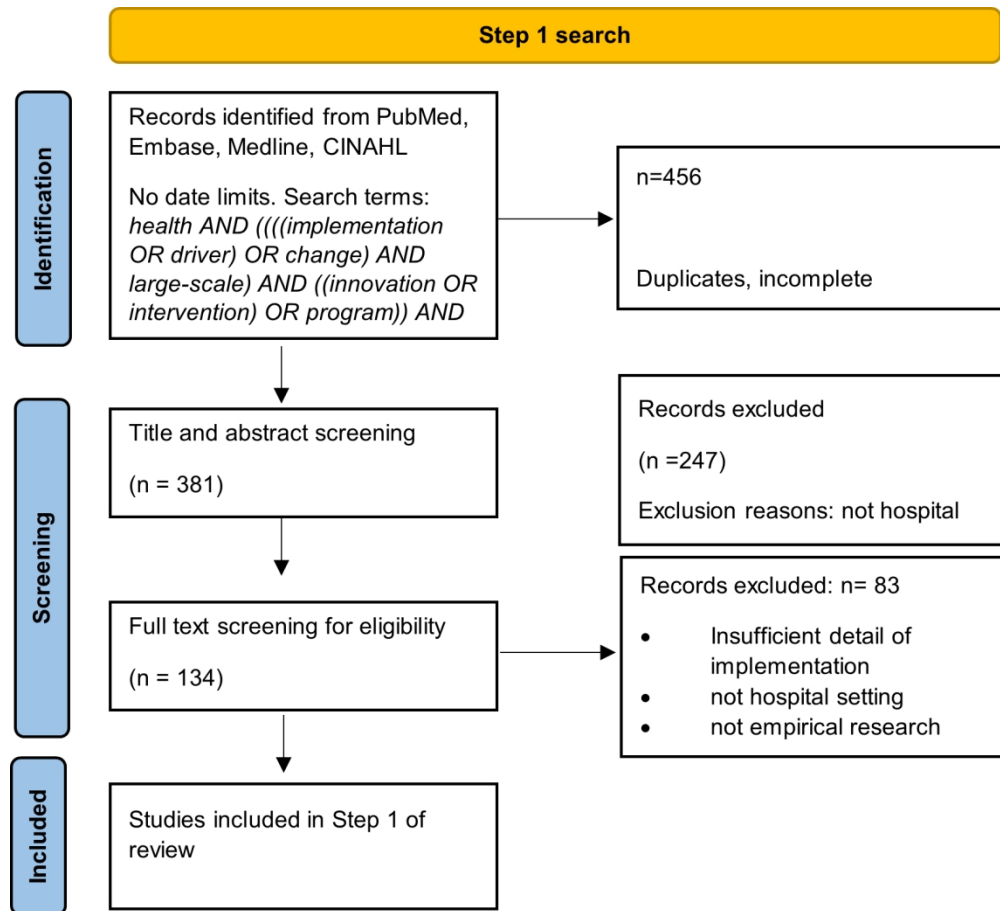 Step 1 search
Identification
Records identified from PubMed,
Embase, Medline, CINAHL
No date limits. Search terms:
health AND ((((implementation
OR driver) OR change) AND
large-scale) AND ((innovation OR
intervention) OR program)) AND
n=456
Duplicates, incomplete
Screening
Title and abstract screening
(n = 381)
Records excluded
(n =247)
Exclusion reasons: not hospital
Full text screening for eligibility
(n = 134)
Records excluded: n= 83
• Insufficient detail of
implementation
• not hospital setting
• not empirical research
Included
Studies included in Step 1 of
review